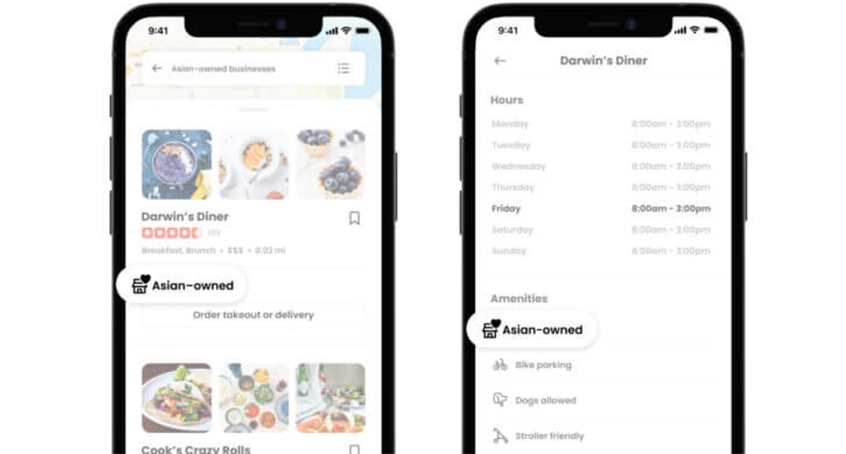 9:41
Asian-owned businesses
Darwin's Diner
Breakfast, Brunch • $$$ • 0.03 mi
Asian-owned
Order takeout or delivery
Cook's Crazy Rolls
9:41
Darwin's Diner
Hours
Monday 9:00am - 3:00pm
Tuesday 8:00am - 3:00pm
Wednesday 8:00am - 3:00pm
Thursday 8:00am - 3:00pm
Friday 8:00am - 3:00pm
Saturday 8:00am - 3:00pm
Sunday 8:00am - 3:00pm
Amenities
Asian-owned
Bike parking
Dogs allowed
Stroller friendly